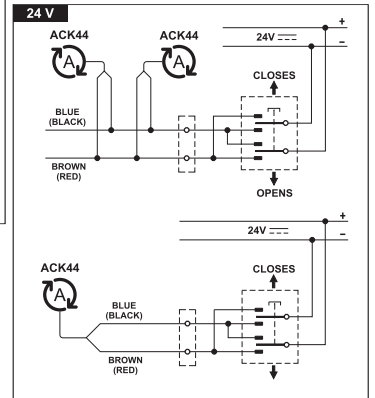 24 V
ACK44
ACK44
+
24V
−
CLOSES
BLUE
(BLACK)
BROWN
(RED)
OPENS
A
A
+
24V
−
ACK44
CLOSES
A
BLUE
(BLACK)
BROWN
(RED)